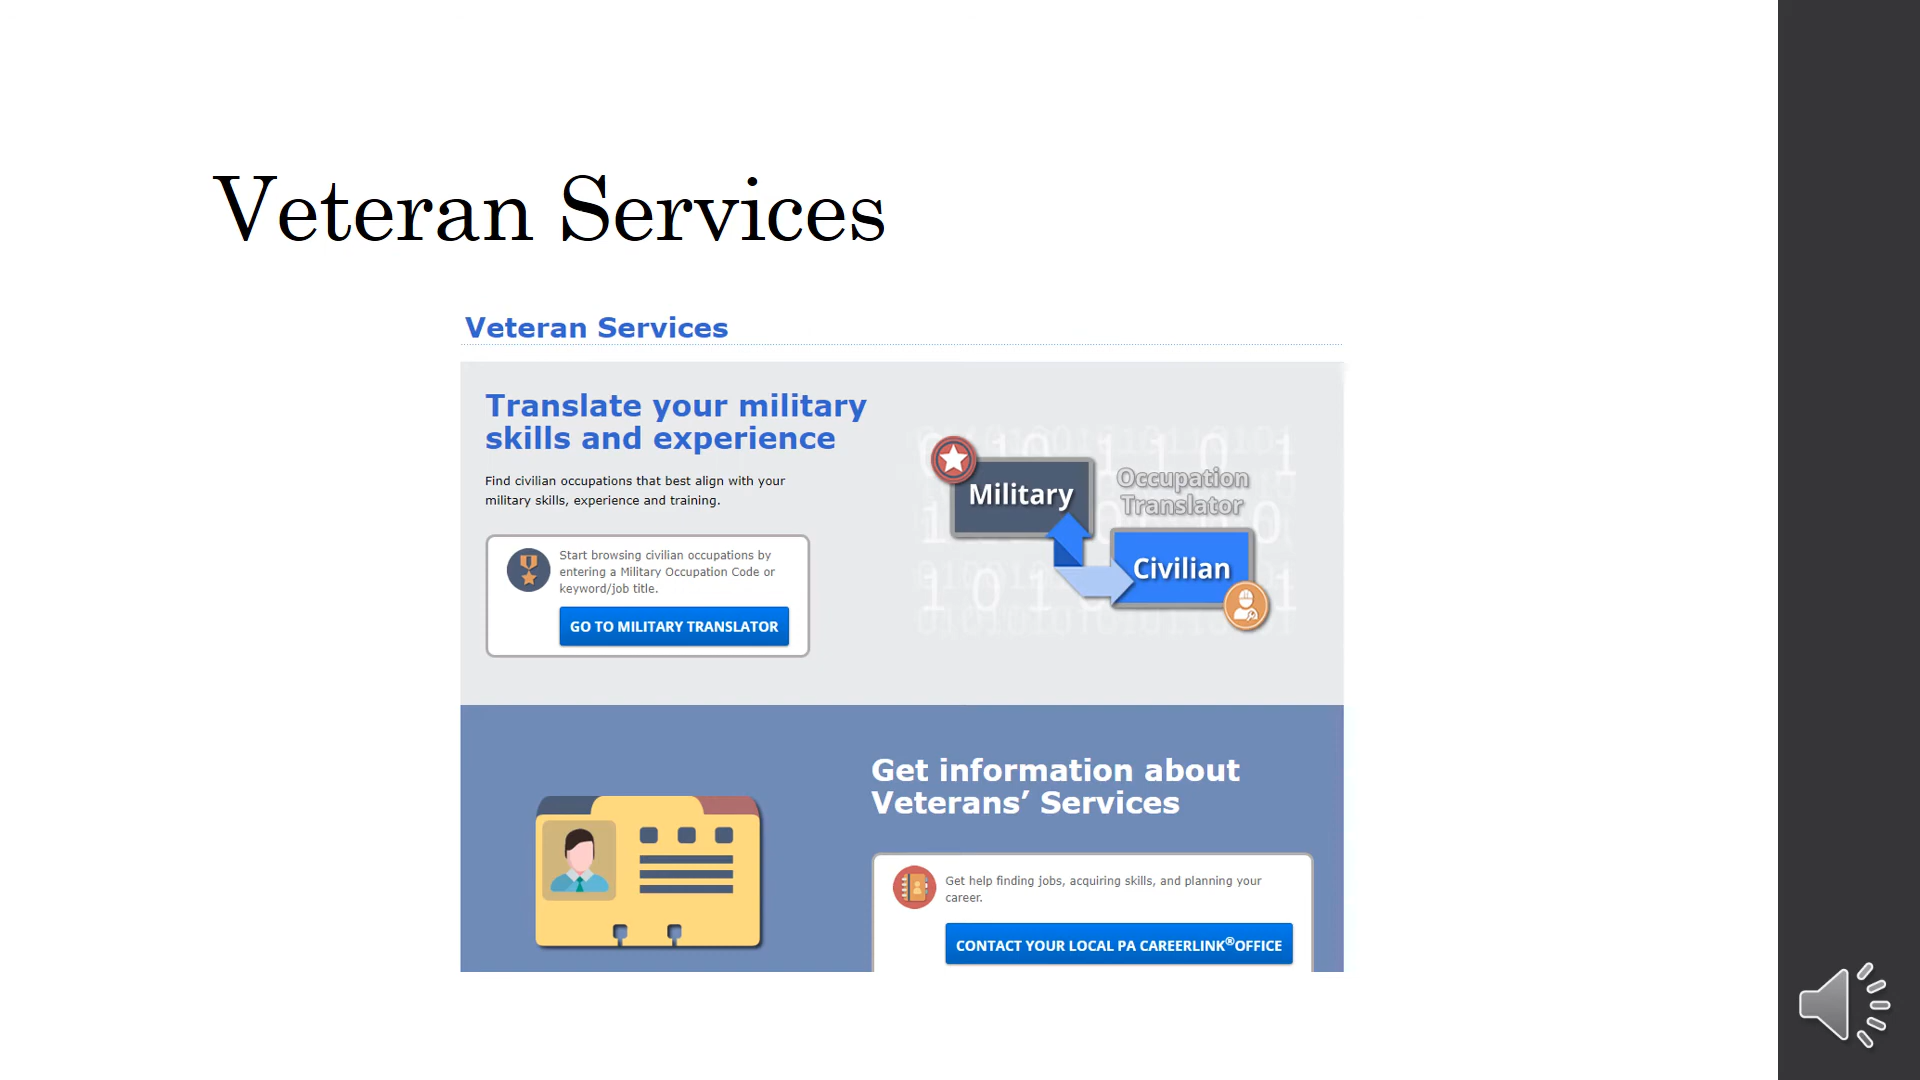 Veteran Services
Veteran Services
Translate your military
skills and experience
Find civilian occupations that best align with your
military skills, experience and training.
Start browsing civilian occupations by
entering a Military Occupation Code or
keyword/job title.
GO TO MILITARY TRANSLATOR
Military
Occupation
Translator
Civilian
Get information about
Veterans’ Services
Get help finding jobs, acquiring skills, and planning your
career.
CONTACT YOUR LOCAL PA CAREERLINK®OFFICE